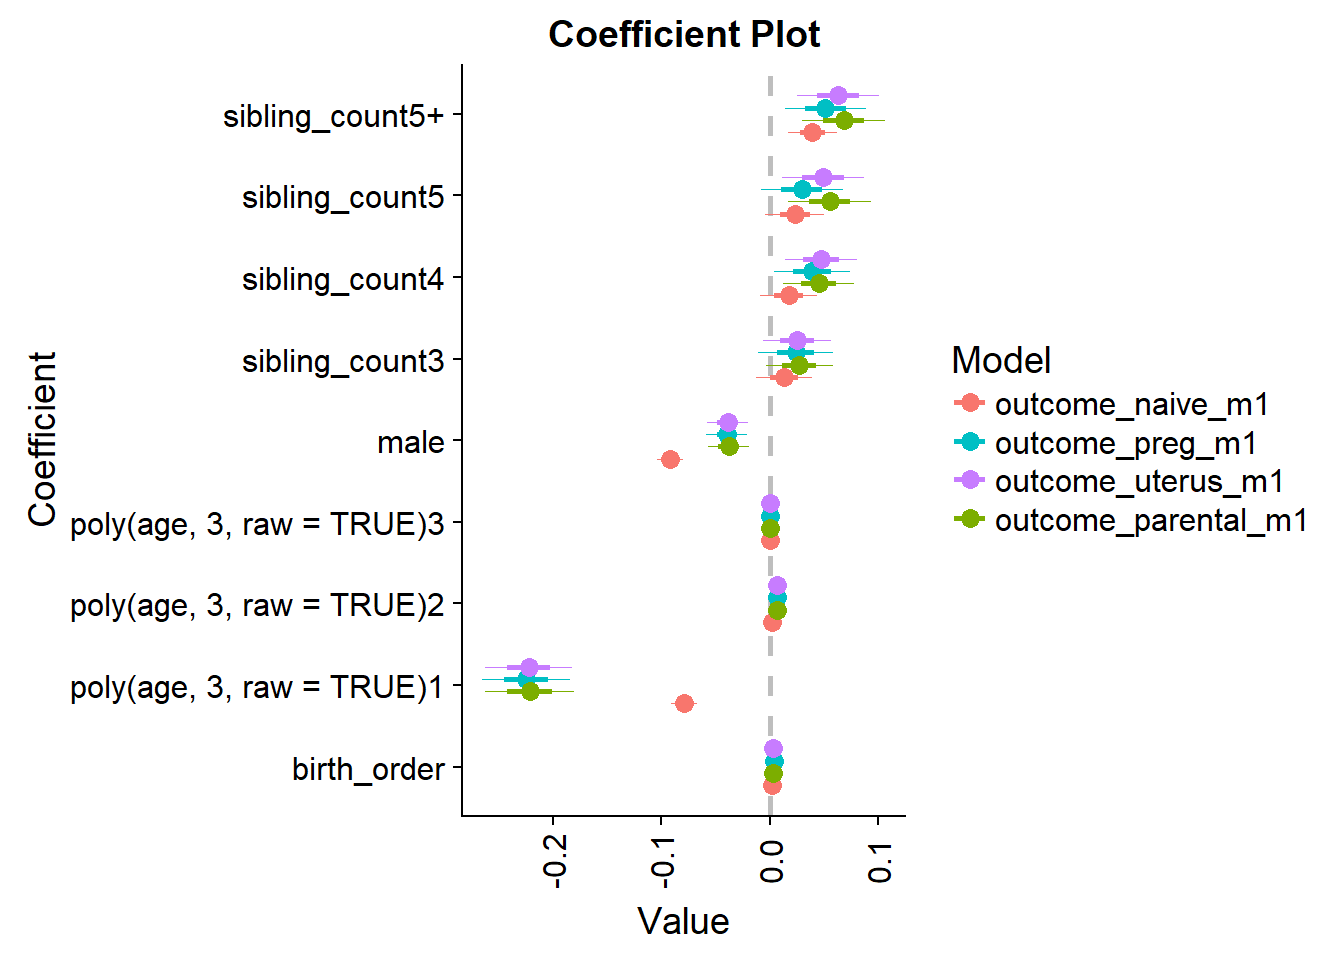 Coefficient Plot
Coefficient
sibling_count5+
sibling_count5
sibling_count4
sibling_count3
male
poly(age, 3, raw = TRUE)3
poly(age, 3, raw = TRUE)2
poly(age, 3, raw = TRUE)1
birth_order
-0.2
-0.1
0.0
0.1
Value
Model
outcome_naive_m1
outcome_preg_m1
outcome_uterus_m1
outcome_parental_m1